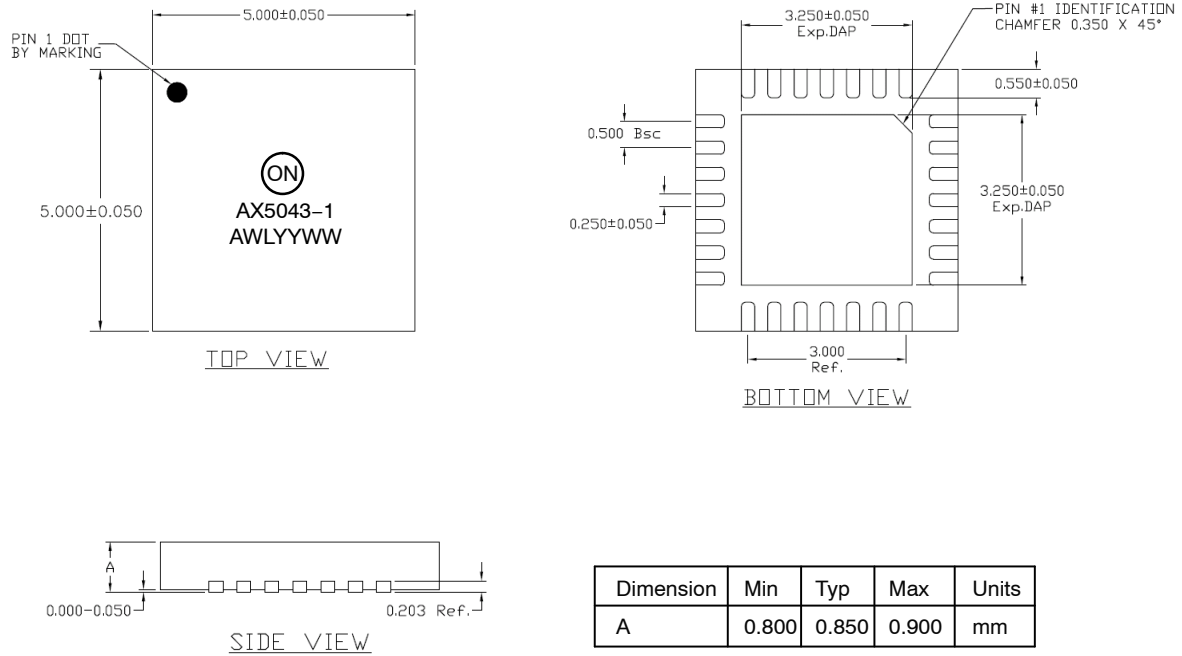 5.000±0.050
PIN 1 DOT
BY MARKING
5.000±0.050
ON
AX5043–1
AWLYYWW
TOP VIEW
3.250±0.050
Exp.DAP
PIN #1 IDENTIFICATION
CHAMFER 0.350 X 45°
0.550±0.050
0.500 Bsc
0.250±0.050
3.250±0.050
Exp.DAP
3.000
Ref.
BOTTOM VIEW
A
0.000-0.050
0.203 Ref.
SIDE VIEW
Dimension Min Typ Max Units
A 0.800 0.850 0.900 mm